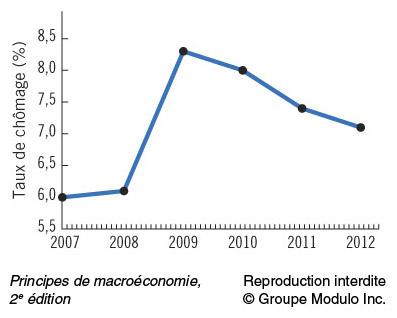 Taux de chômage (%)
8,5
8,0
7,5
7,0
6,5
6,0
5,5
2007 2008 2009 2010 2011 2012
Principes de macroéconomie,
2e édition
Reproduction interdite
© Groupe Modulo Inc.